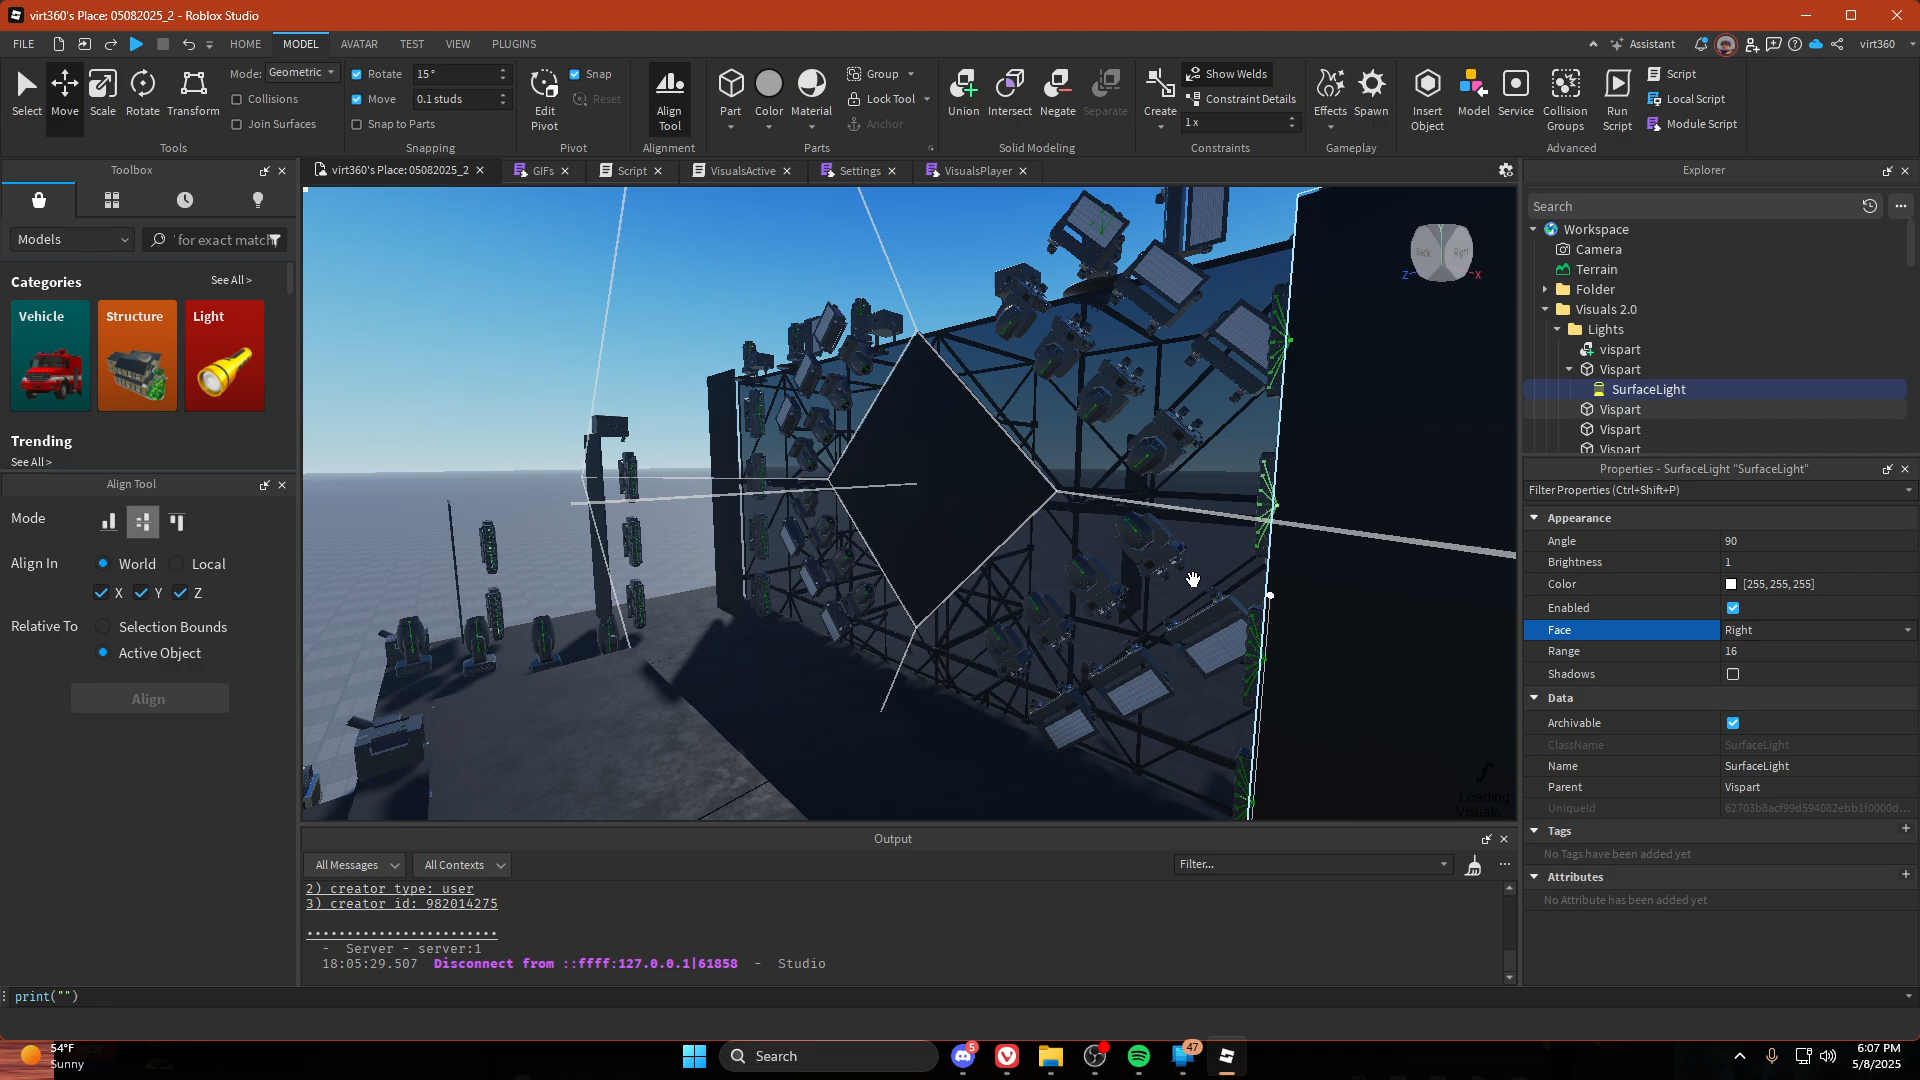 virt360's Place: 05082025_2 - Roblox Studio
FILE HOME MODEL AVATAR TEST VIEW PLUGINS Assistant virt360
Select Move Scale Rotate Transform
Mode: Geometric
Collisions
Join Surfaces
Tools
Rotate 15°
Move 0.1 studs
Snap to Parts
Snapping
Edit Pivot
Snap
Reset
Pivot
Align Tool
Alignment
Part Color Material
Group
Lock Tool
Anchor
Parts
Union Intersect Negate Separate
Solid Modeling
Create
Show Welds
Constraint Details
1x
Constraints
Effects Spawn
Gameplay
Insert Object
Model
Service
Collision Groups
Run Script
Script
Local Script
Module Script
Advanced
Toolbox
Models
' for exact match
Categories See All >
Vehicle Structure Light
Trending
See All >
Align Tool
Mode
Align In World Local
X Y Z
Relative To Selection Bounds
Active Object
Align
virt360's Place: 05082025_2 GIFs Script VisualsActive Settings VisualsPlayer
Back Right
Y
Z X
Loading
Visuals
Output
All Messages All Contexts Filter...
2) creator type: user
3) creator id: 982014275
........................
- Server - server:1
18:05:29.507 Disconnect from ::ffff:127.0.0.1|61858 - Studio
print("")
Explorer
Search
Workspace
Camera
Terrain
Folder
Visuals 2.0
Lights
vispart
Vispart
SurfaceLight
Vispart
Vispart
Vispart
Properties - SurfaceLight "SurfaceLight"
Filter Properties (Ctrl+Shift+P)
Appearance
Angle 90
Brightness 1
Color [255, 255, 255]
Enabled
Face Right
Range 16
Shadows
Data
Archivable
ClassName SurfaceLight
Name SurfaceLight
Parent Vispart
UniqueId 62703b8acf99d594082ebb1f0000d...
Tags
No Tags have been added yet
Attributes
No Attribute has been added yet
54°F
Sunny
Search
5
47
6:07 PM
5/8/2025